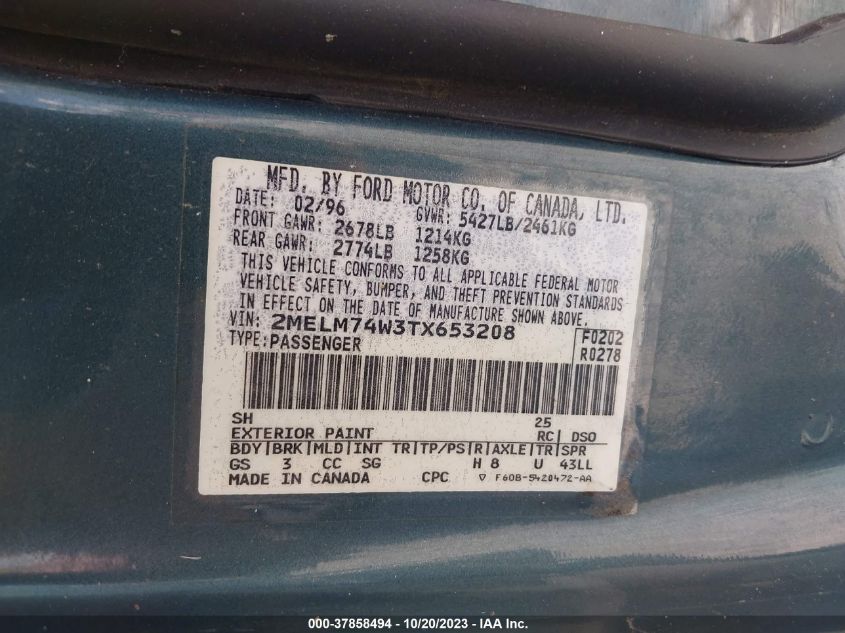 MFD. BY FORD MOTOR CO. OF CANADA, LTD.
DATE: 02/96 GVWR: 5427LB/2461KG
FRONT GAWR: 2678LB 1214KG
REAR GAWR: 2774LB 1258KG
THIS VEHICLE CONFORMS TO ALL APPLICABLE FEDERAL MOTOR
VEHICLE SAFETY, BUMPER, AND THEFT PREVENTION STANDARDS
IN EFFECT ON THE DATE OF MANUFACTURE SHOWN ABOVE.
VIN: 2MELM74W3TX653208 F0202
TYPE: PASSENGER R0278
SH 25
EXTERIOR PAINT RC| DSO
BDY|BRK|MLD|INT TR|TP/PS|R|AXLE|TR|SPR
GS 3 CC SG H 8 U 43LL
MADE IN CANADA CPC ▽ F60B-5420472-AA
000-37858494 - 10/20/2023 - IAA, Inc.